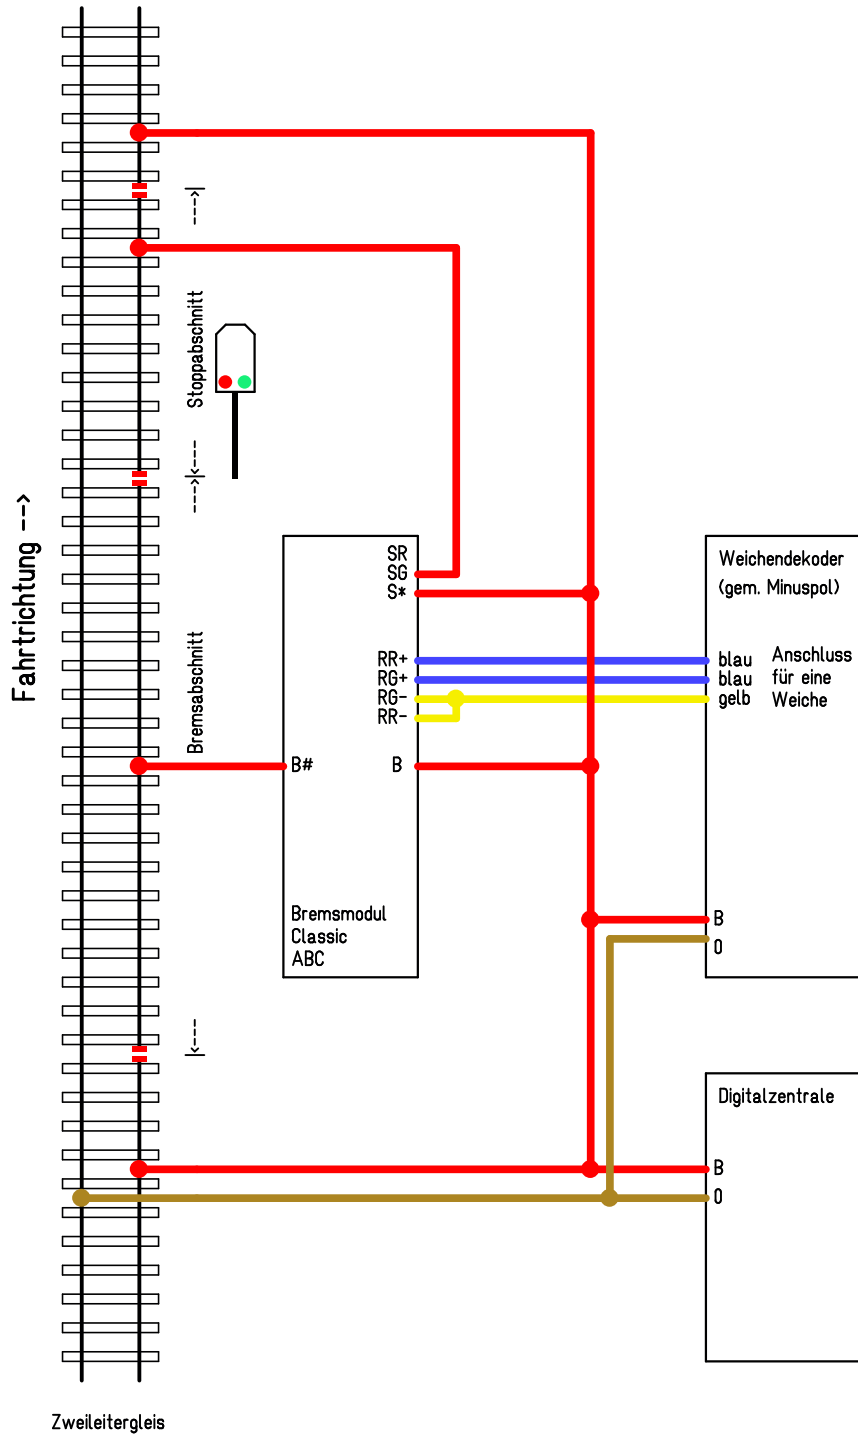 Stoppabschnitt
Fahrtrichtung -->
Bremsabschnitt
SR
SG
S*
RR+
RG+
RG-
RR-
B#
B
Bremsmodul
Classic
ABC
Weichendekoder
(gem. Minuspol)
blau
blau
gelb
Anschluss
für eine
Weiche
B
0
Digitalzentrale
B
0
Zweileitergleis